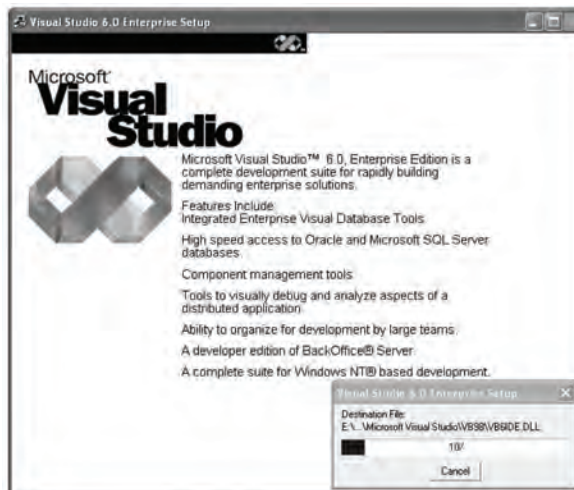 Visual Studio 6.0 Enterprise Setup
Microsoft
Visual
Studio
Microsoft Visual Studio™ 6.0, Enterprise Edition is a
complete development suite for rapidly building
demanding enterprise solutions.
Features Include:
Integrated Enterprise Visual Database Tools
High speed access to Oracle and Microsoft SQL Server
databases
Component management tools
Tools to visually debug and analyze aspects of a
distributed application
Ability to organize for development by large teams.
A developer edition of BackOffice® Server
A complete suite for Windows NT® based development.
Visual Studio 6.0 Enterprise Setup
Destination File:
E:\...\Microsoft Visual Studio\VB98\VB6IDE.DLL
Cancel